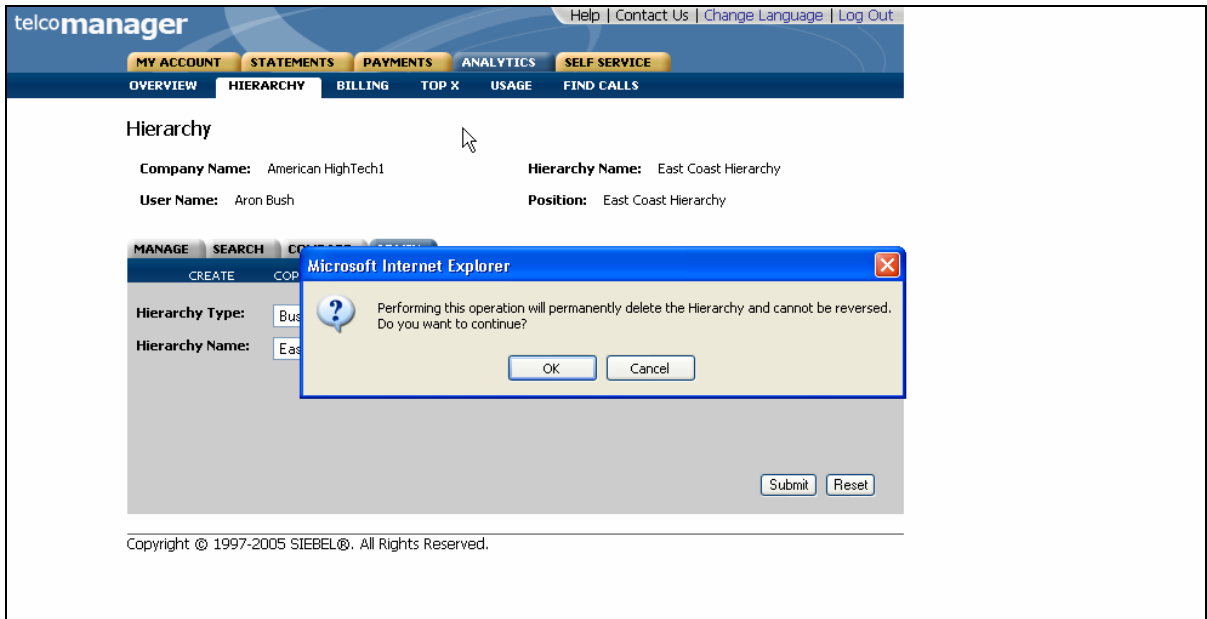 telcomanager
Help | Contact Us | Change Language | Log Out
MY ACCOUNT STATEMENTS PAYMENTS ANALYTICS SELF SERVICE
OVERVIEW HIERARCHY BILLING TOP X USAGE FIND CALLS
Hierarchy
Company Name: American HighTech1 Hierarchy Name: East Coast Hierarchy
User Name: Aron Bush Position: East Coast Hierarchy
MANAGE SEARCH
CREATE COP
Microsoft Internet Explorer
Performing this operation will permanently delete the Hierarchy and cannot be reversed.
Do you want to continue?
OK Cancel
Hierarchy Type: Bus
Hierarchy Name: Eas
Submit Reset
Copyright © 1997-2005 SIEBEL®. All Rights Reserved.